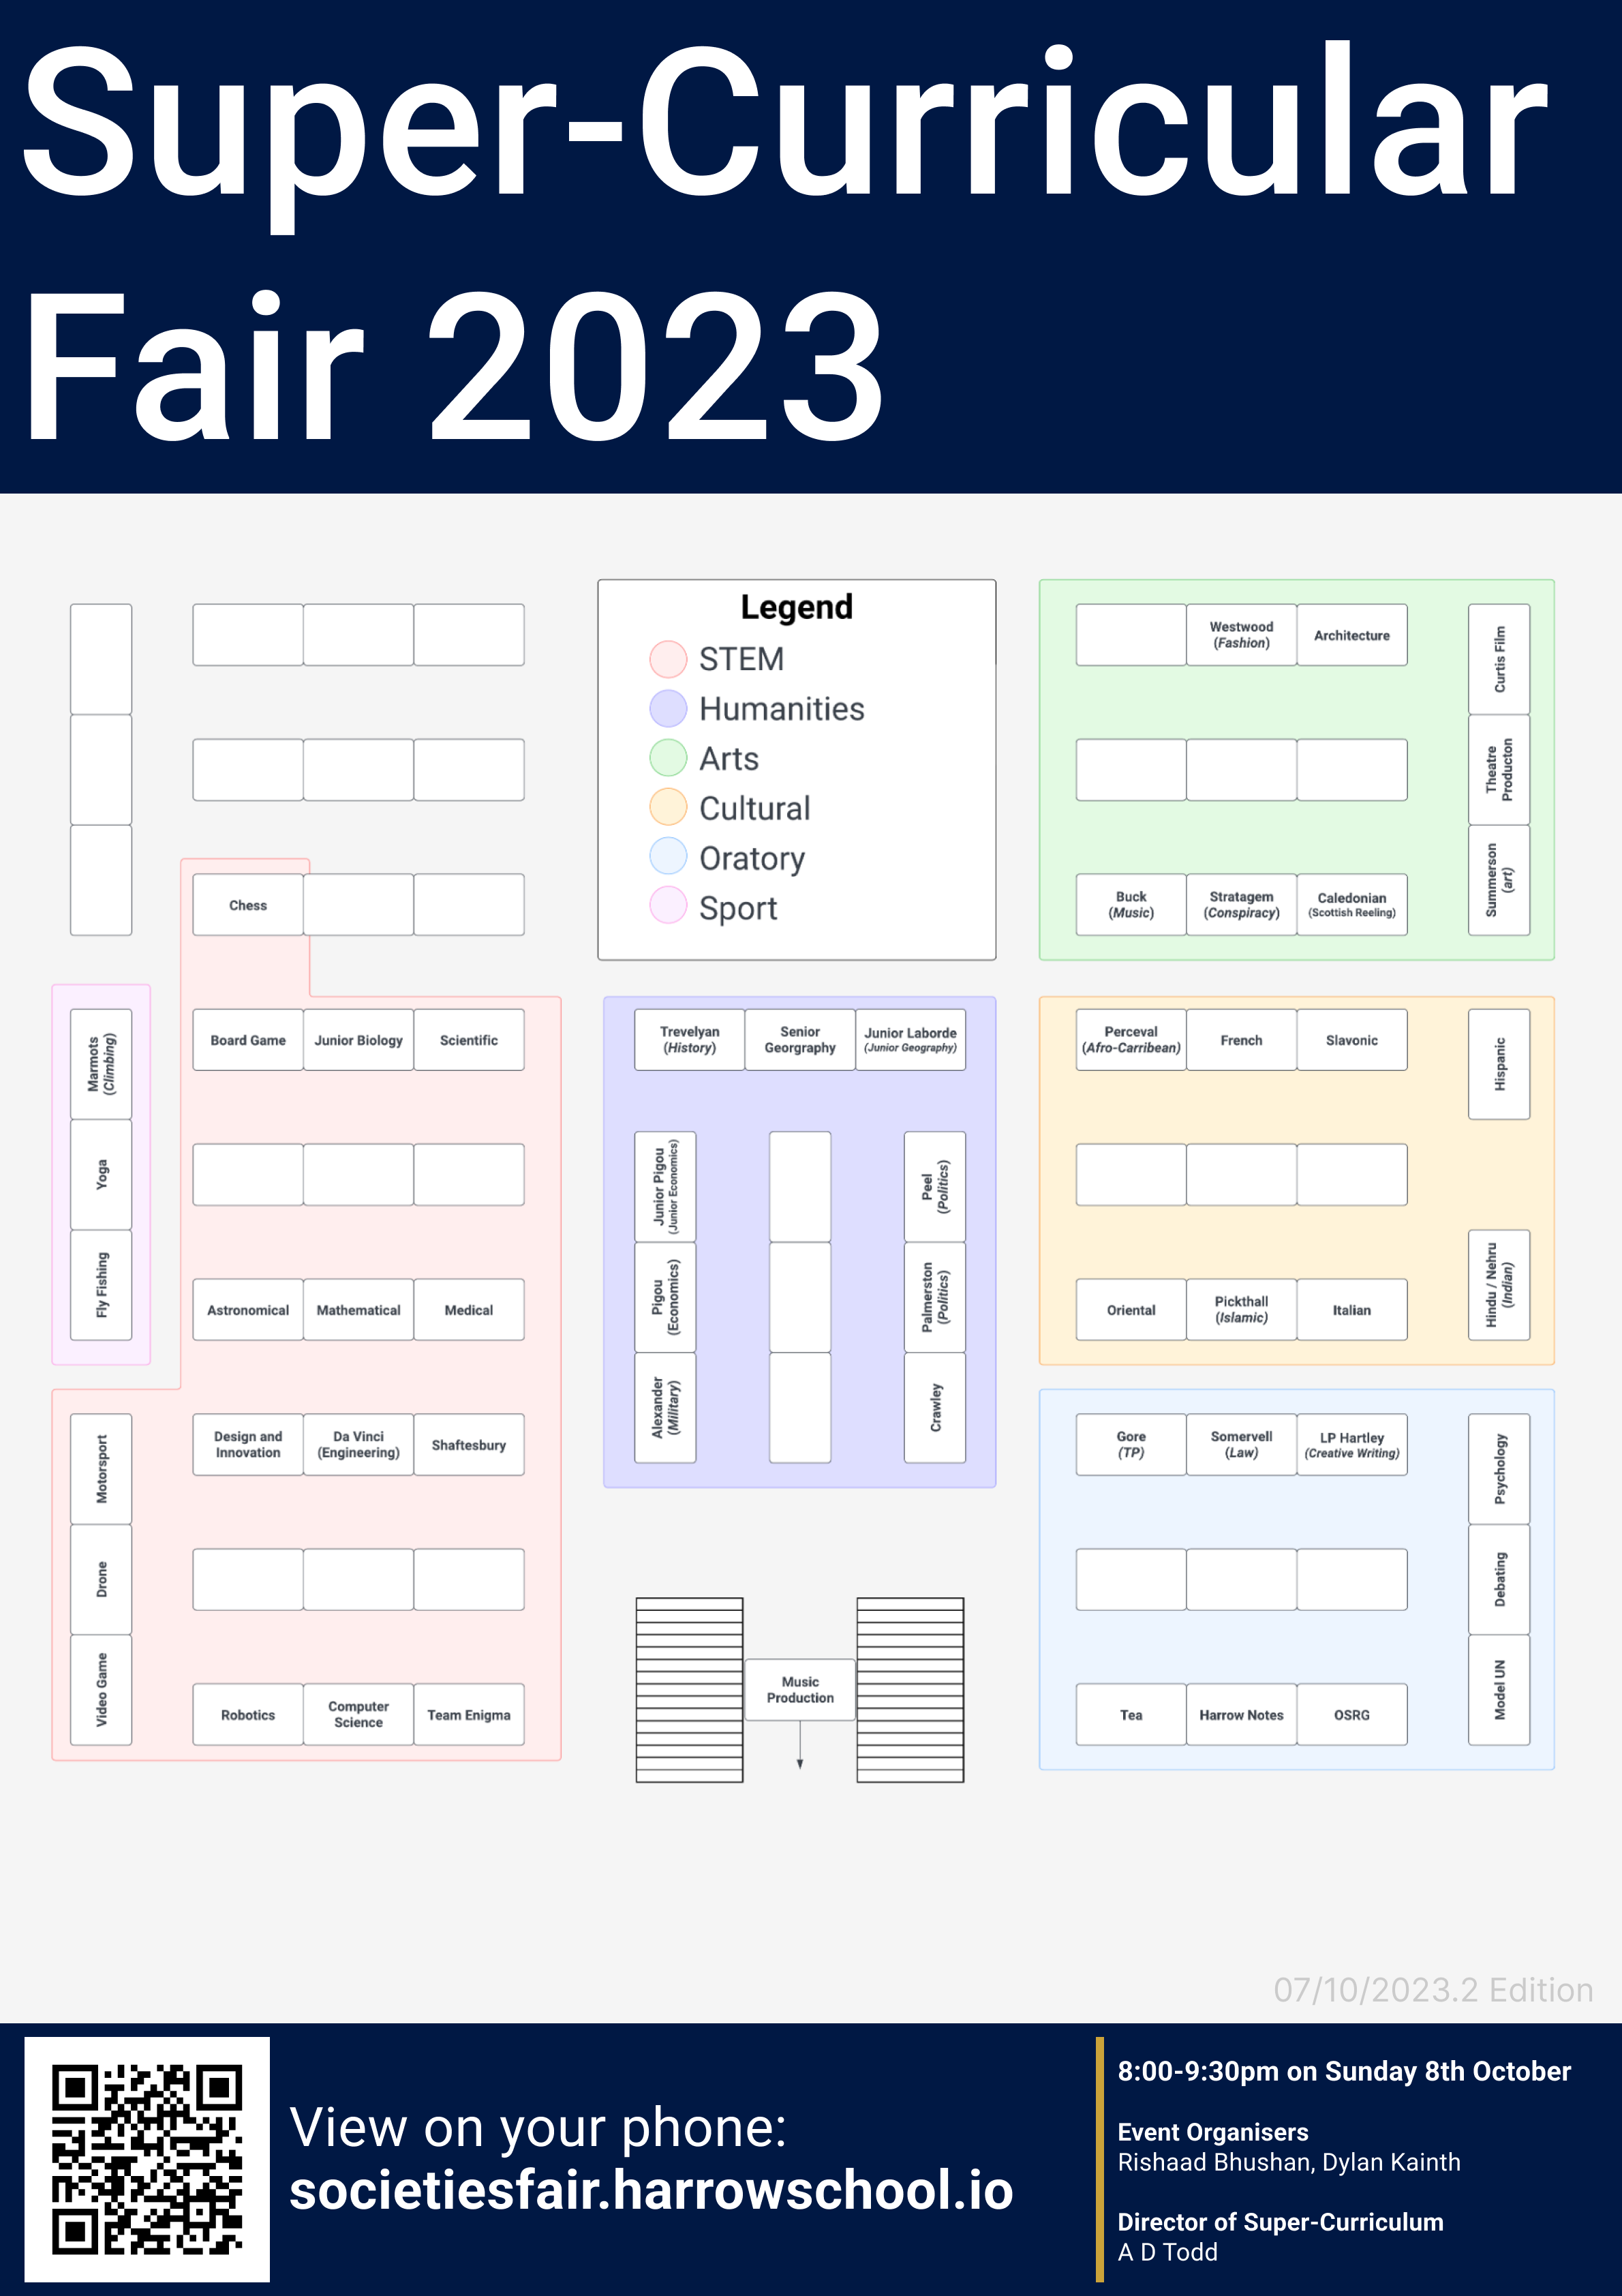 Super-Curricular
Fair 2023
Legend
STEM
Humanities
Arts
Cultural
Oratory
Sport
Westwood
(Fashion)
Architecture
Curtis Film
Theatre
Producton
Summerson
(art)
Buck
(Music)
Stratagem
(Conspiracy)
Caledonian
(Scottish Reeling)
Chess
Marmots
(Climbing)
Yoga
Fly Fishing
Board Game
Junior Biology
Scientific
Astronomical
Mathematical
Medical
Motorsport
Drone
Video Game
Design and
Innovation
Da Vinci
(Engineering)
Shaftesbury
Robotics
Computer
Science
Team Enigma
Trevelyan
(History)
Senior
Georgraphy
Junior Laborde
(Junior Geography)
Junior Pigou
(Junior Economics)
Pigou
(Economics)
Alexander
(Military)
Peel
(Politics)
Palmerston
(Politics)
Crawley
Music
Production
Perceval
(Afro-Carribean)
French
Slavonic
Hispanic
Oriental
Pickthall
(Islamic)
Italian
Hindu / Nehru
(Indian)
Gore
(TP)
Somervell
(Law)
LP Hartley
(Creative Writing)
Psychology
Debating
Model UN
Tea
Harrow Notes
OSRG
07/10/2023.2 Edition
View on your phone:
societiesfair.harrowschool.io
8:00-9:30pm on Sunday 8th October
Event Organisers
Rishaad Bhushan, Dylan Kainth
Director of Super-Curriculum
A D Todd